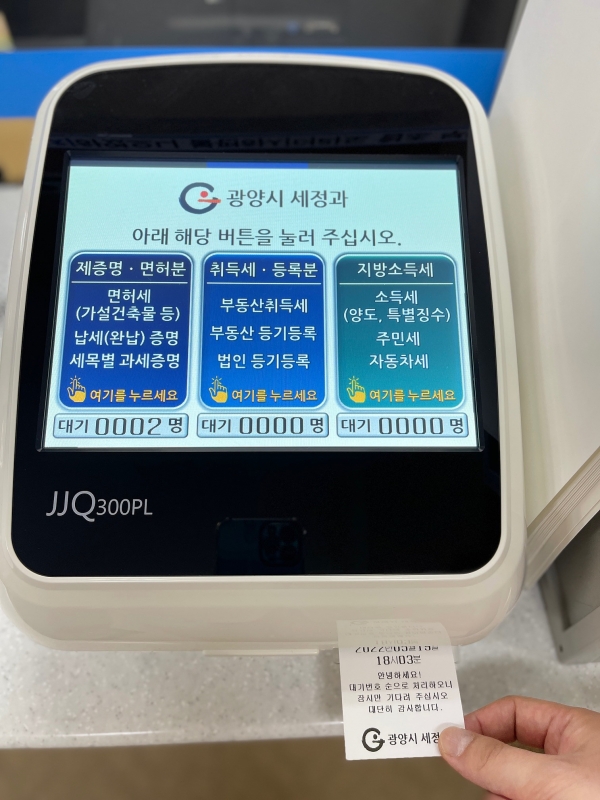 광양시 세정과
아래 해당 버튼을 눌러 주십시오.
제증명 · 면허분
면허세
(가설건축물 등)
납세(완납) 증명
세목별 과세증명
여기를 누르세요
대기 0002 명
취득세 · 등록분
부동산취득세
부동산 등기등록
법인 등기등록
여기를 누르세요
대기 0000 명
지방소득세
소득세
(양도, 특별징수)
주민세
자동차세
여기를 누르세요
대기 0000 명
JJQ300PL
18시03분
안녕하세요!
대기번호 순으로 처리하오니
잠시만 기다려 주십시오
대단히 감사합니다.
광양시 세정